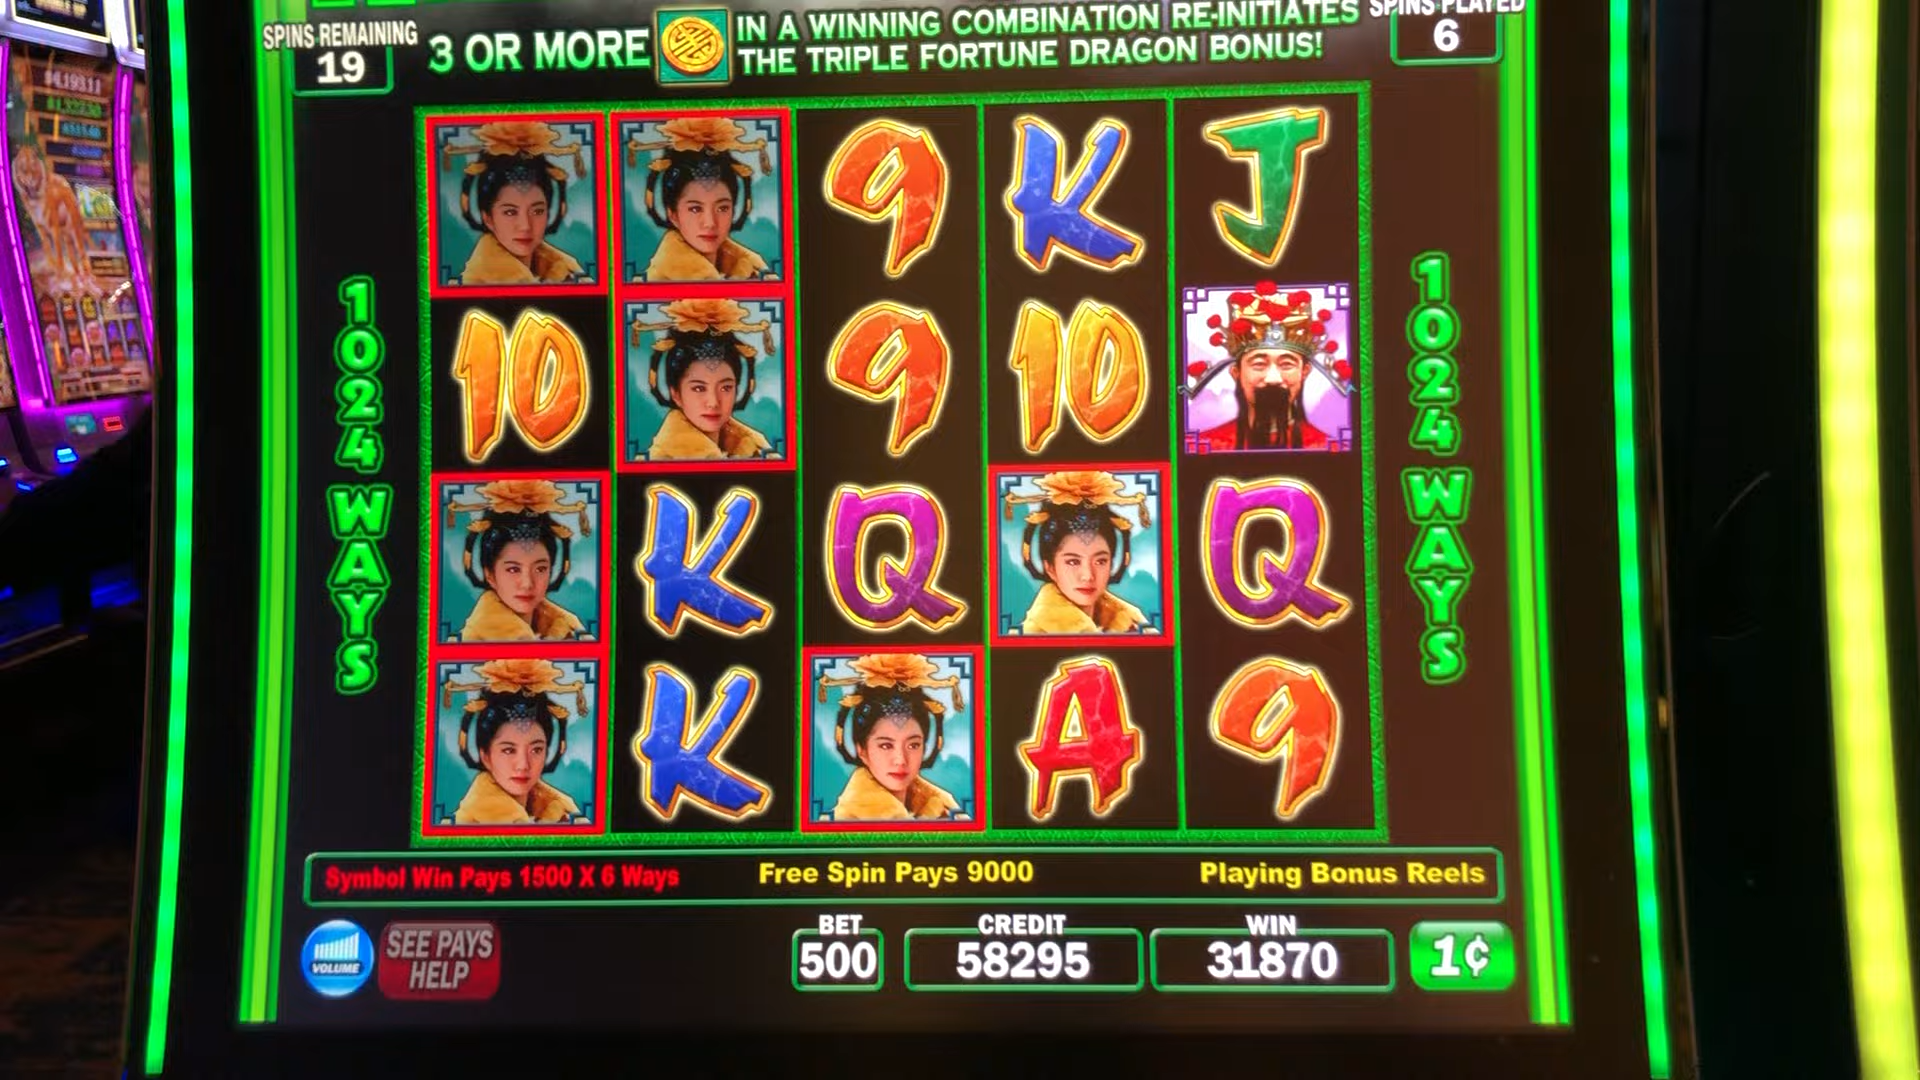 SPINS REMAINING
19
3 OR MORE
IN A WINNING COMBINATION RE-INITIATES
THE TRIPLE FORTUNE DRAGON BONUS!
SPINS PLAYED
6
1024 WAYS
9
K
J
10
9
10
K
Q
Q
K
A
9
1024 WAYS
Symbol Win Pays 1500 X 6 Ways
Free Spin Pays 9000
Playing Bonus Reels
VOLUME
SEE PAYS
HELP
BET
500
CREDIT
58295
WIN
31870
1¢